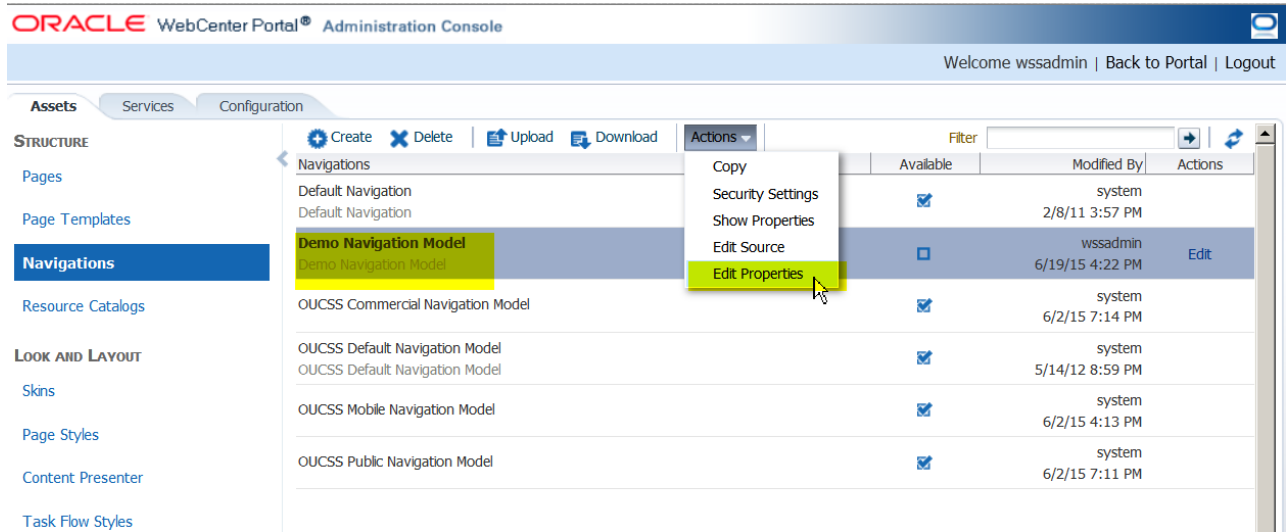 ORACLE WebCenter Portal® Administration Console
Welcome wssadmin | Back to Portal | Logout
Assets Services Configuration
STRUCTURE
Pages
Page Templates
Navigations
Resource Catalogs
LOOK AND LAYOUT
Skins
Page Styles
Content Presenter
Task Flow Styles
Create Delete Upload Download Actions Filter
Navigations Available Modified By Actions
Default Navigation system
Default Navigation 2/8/11 3:57 PM
Demo Navigation Model wssadmin
Demo Navigation Model 6/19/15 4:22 PM Edit
OUCSS Commercial Navigation Model system
6/2/15 7:14 PM
OUCSS Default Navigation Model system
OUCSS Default Navigation Model 5/14/12 8:59 PM
OUCSS Mobile Navigation Model system
6/2/15 4:13 PM
OUCSS Public Navigation Model system
6/2/15 7:11 PM
Copy
Security Settings
Show Properties
Edit Source
Edit Properties